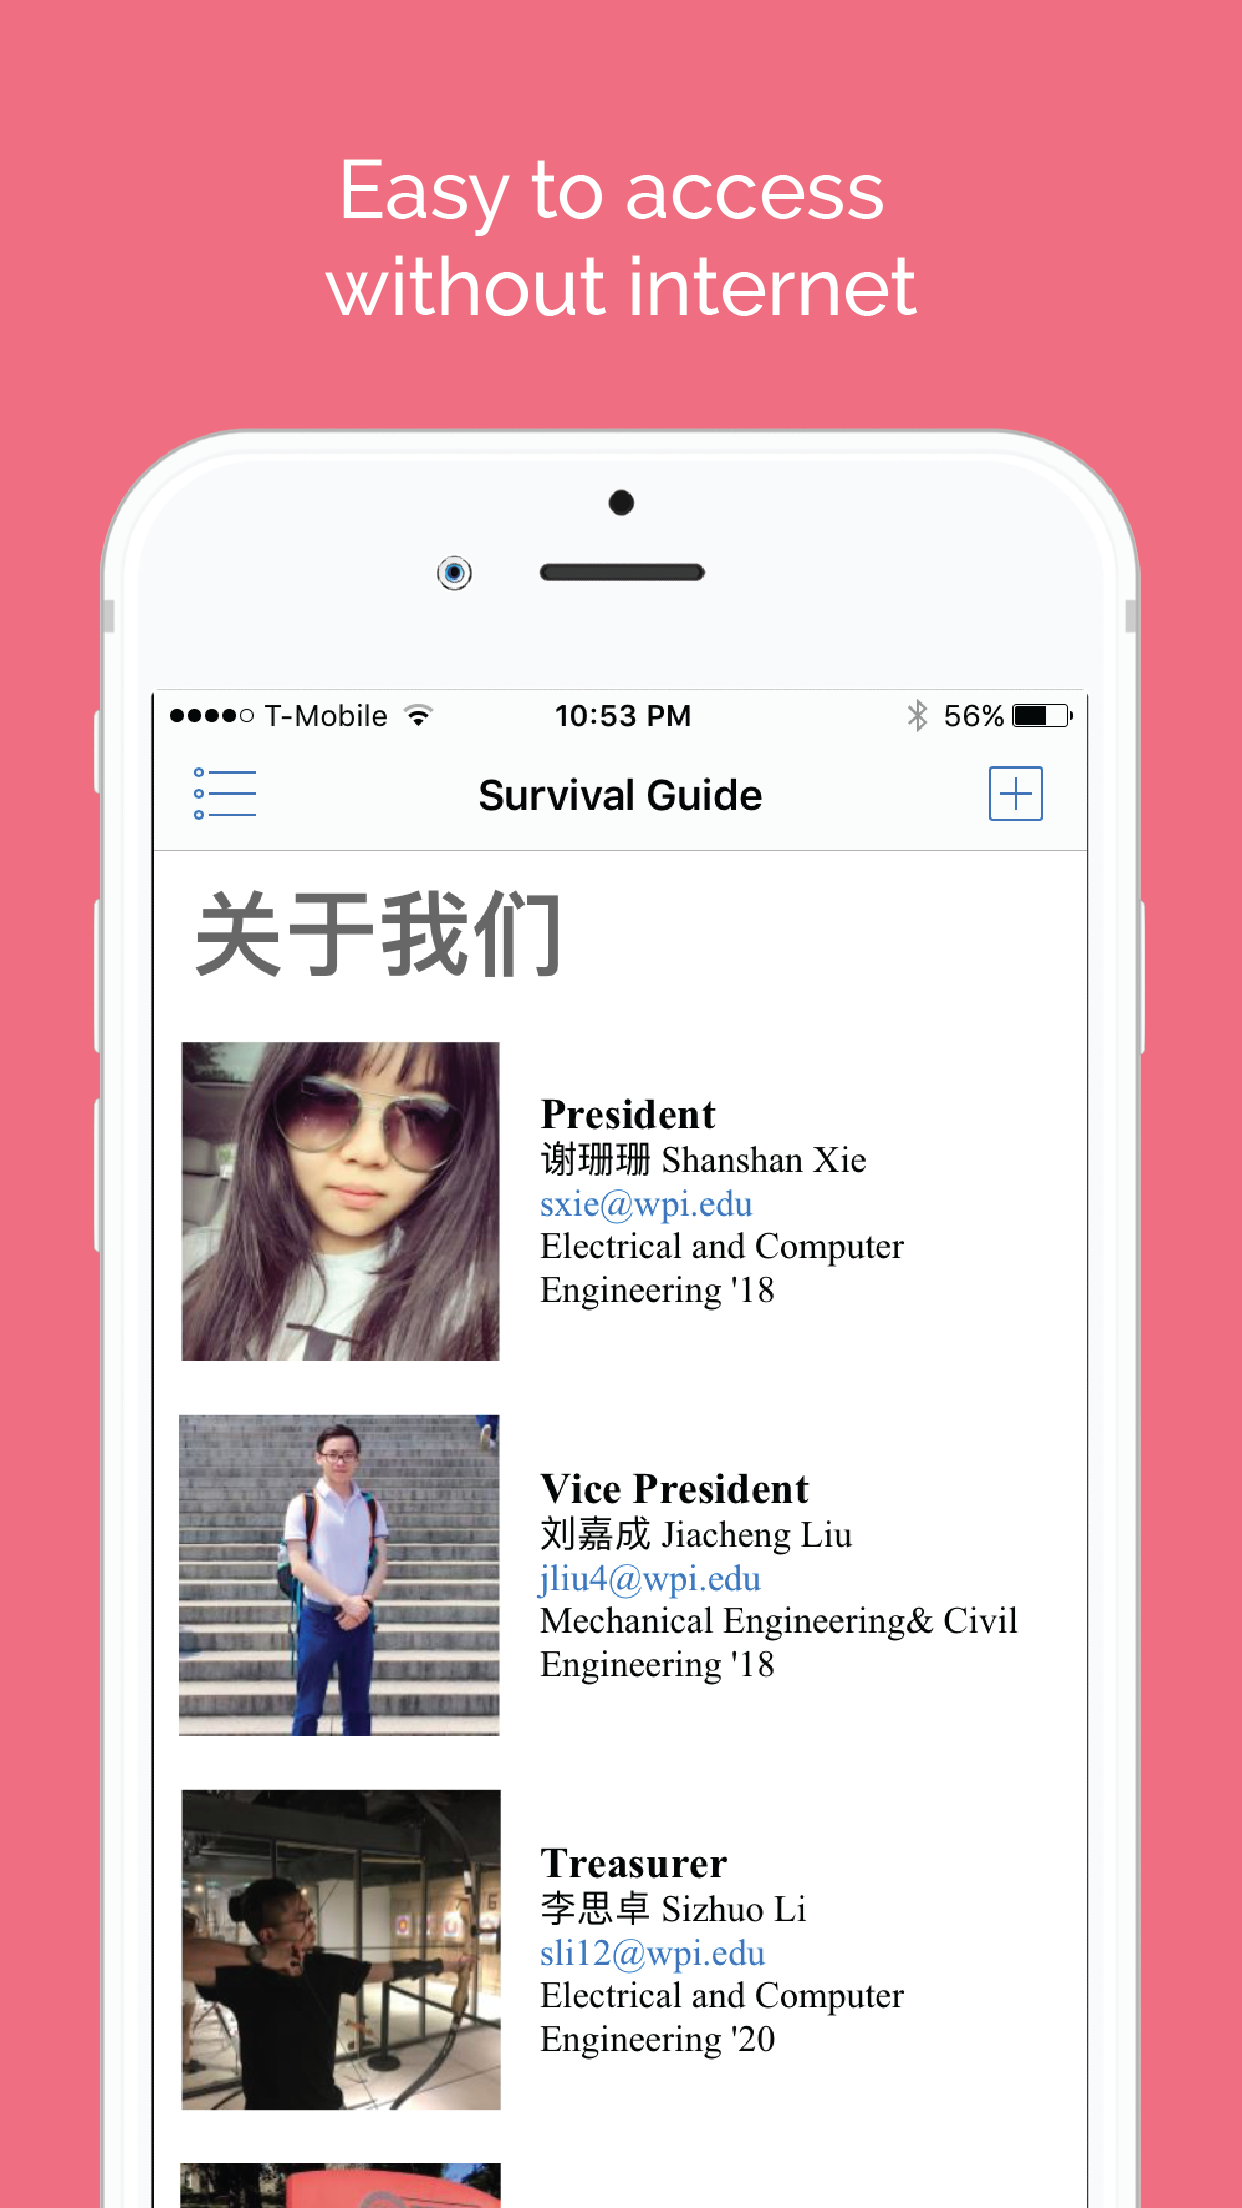 Easy to access
without internet
T-Mobile 10:53 PM 56%
Survival Guide
关于我们
President
谢珊珊 Shanshan Xie
sxie@wpi.edu
Electrical and Computer
Engineering '18
Vice President
刘嘉成 Jiacheng Liu
jliu4@wpi.edu
Mechanical Engineering& Civil
Engineering '18
Treasurer
李思卓 Sizhuo Li
sli12@wpi.edu
Electrical and Computer
Engineering '20